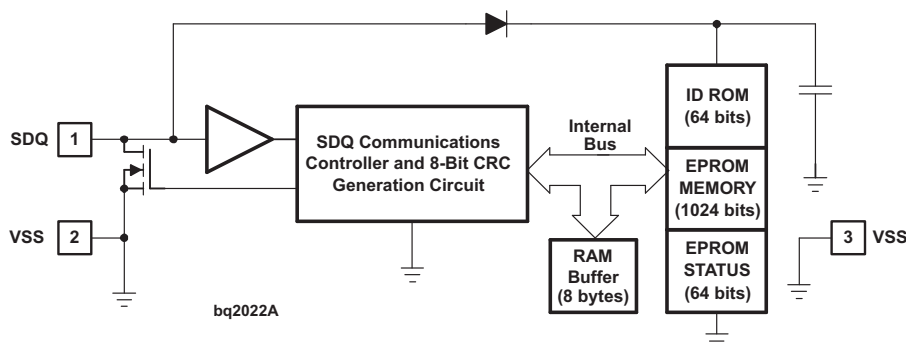 SDQ 1
VSS 2
SDQ Communications
Controller and 8-Bit CRC
Generation Circuit
Internal
Bus
RAM
Buffer
(8 bytes)
ID ROM
(64 bits)
EPROM
MEMORY
(1024 bits)
EPROM
STATUS
(64 bits)
3 VSS
bq2022A